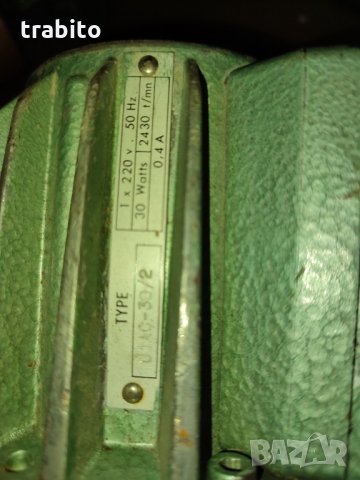 trabito
1 x 220 v. 50 Hz
30 Watts 2430 t/mn
0.4 A
TYPE
BAZAR